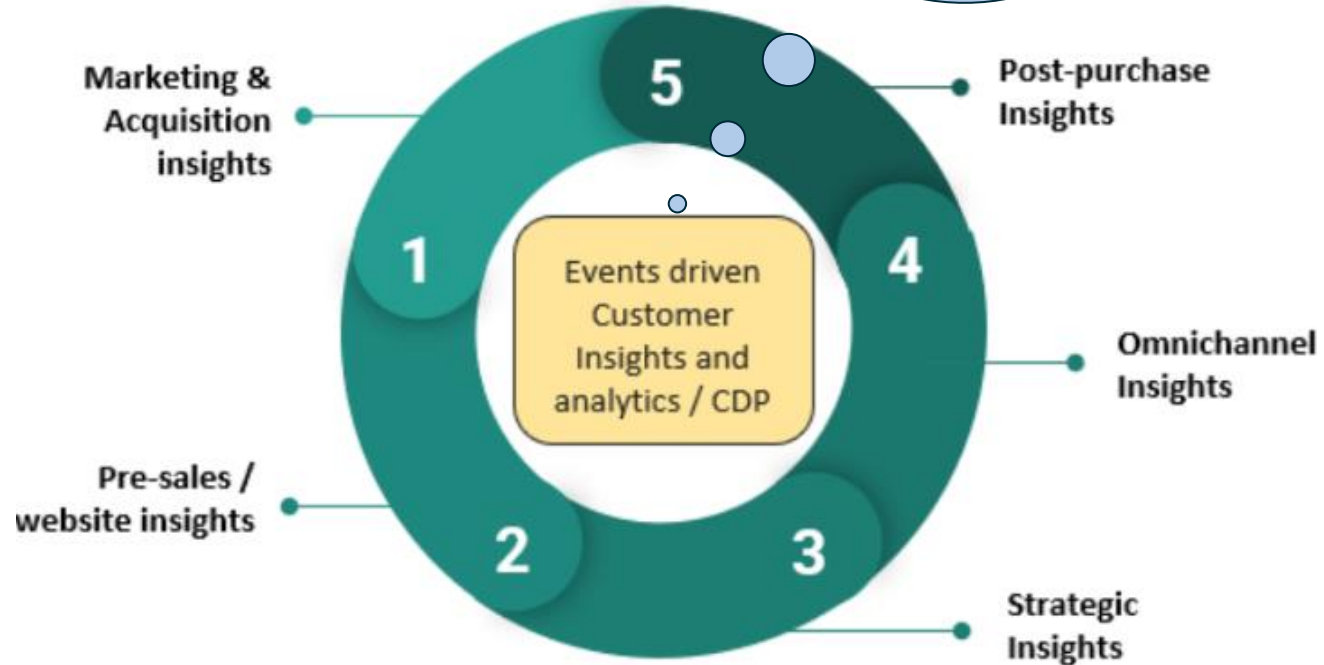 Marketing &
Acquisition
insights
5
Post-purchase
Insights
1
4
Events driven
Customer
Insights and
analytics / CDP
Omnichannel
Insights
Pre-sales /
website insights
2
3
Strategic
Insights